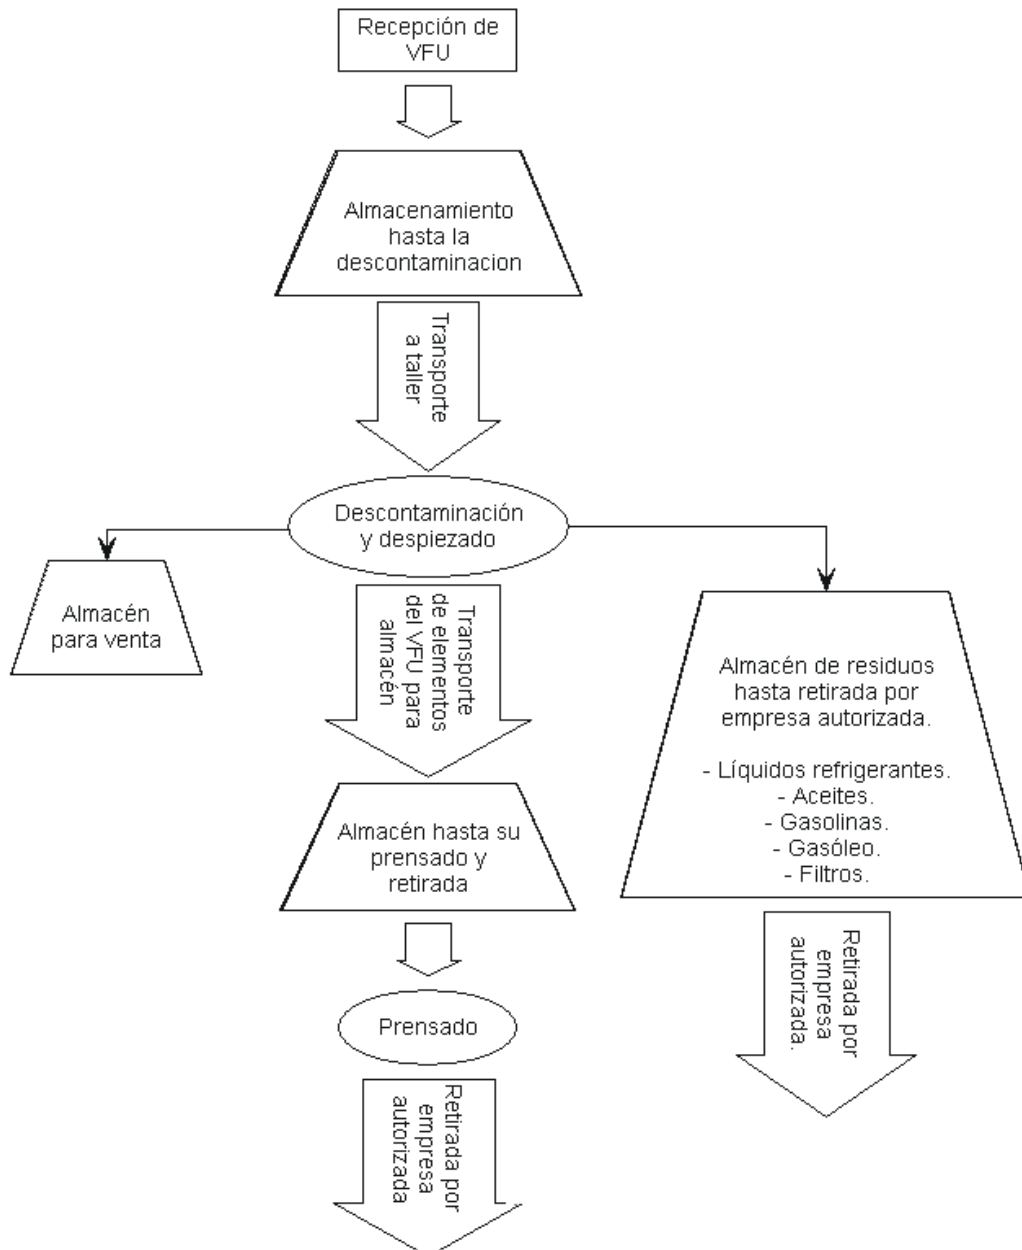 Recepción de
VFU
Almacenamiento
hasta la
descontaminacion
Transporte
a taller
Descontaminación
y despiezado
Almacén
para venta
Transporte
de elementos
del VFU para
almacén
Almacén de residuos
hasta retirada por
empresa autorizada.
- Líquidos refrigerantes.
- Aceites.
- Gasolinas.
- Gasóleo.
- Filtros.
Almacén hasta su
prensado y
retirada
Retirada por
empresa
autorizada.
Prensado
Retirada por
empresa
autorizada